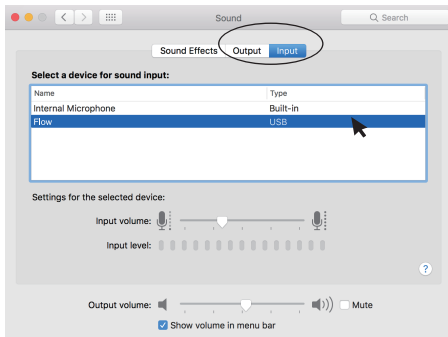 Sound
Search
Sound Effects Output Input
Select a device for sound input:
Name Type
Internal Microphone Built-in
Flow USB
Settings for the selected device:
Input volume:
Input level:
?
Output volume: Mute
Show volume in menu bar